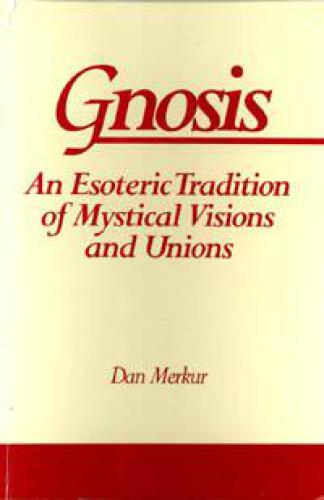 Gnosis
An Esoteric Tradition
of Mystical Visions
and Unions
Dan Merkur